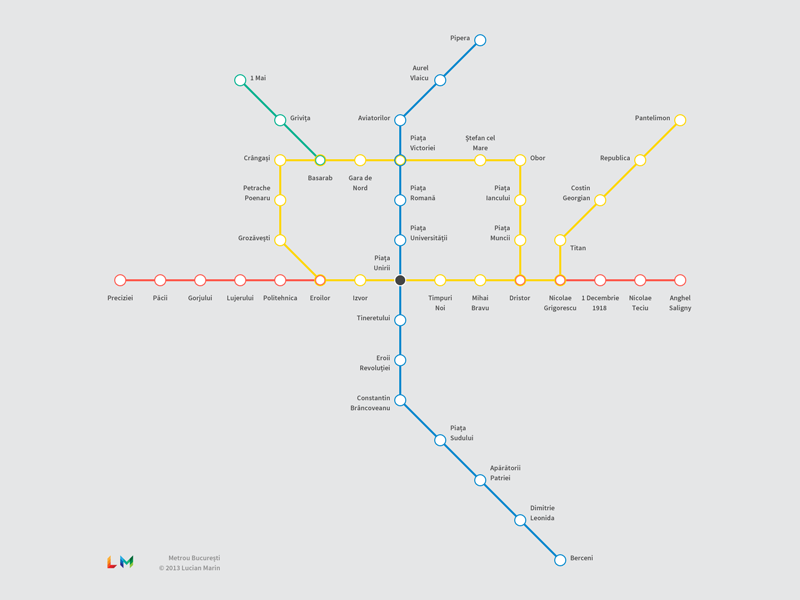 Pipera
Aurel
Vlaicu
1 Mai
Grivița
Aviatorilor
Pantelimon
Piața
Victoriei
Ștefan cel
Mare
Crângași
Obor
Republica
Basarab
Gara de
Nord
Petrache
Poenaru
Piața
Romană
Piața
Iancului
Costin
Georgian
Grozăvești
Piața
Universității
Piața
Muncii
Titan
Piața
Unirii
Preciziei
Păcii
Gorjului
Lujerului
Politehnica
Eroilor
Izvor
Timpuri
Noi
Mihai
Bravu
Dristor
Nicolae
Grigorescu
1 Decembrie
1918
Nicolae
Teciu
Anghel
Saligny
Tineretului
Eroii
Revoluției
Constantin
Brâncoveanu
Piața
Sudului
Apărătorii
Patriei
Dimitrie
Leonida
Berceni
LM
Metrou București
© 2013 Lucian Marin